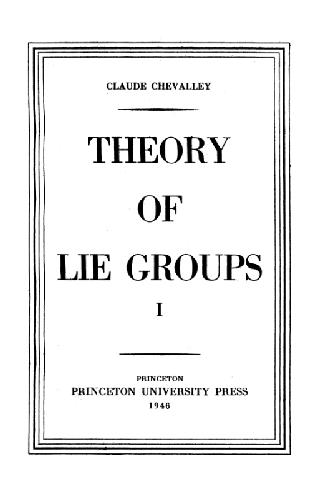 CLAUDE CHEVALLEY
THEORY
OF
LIE GROUPS
I
PRINCETON
PRINCETON UNIVERSITY PRESS
1946